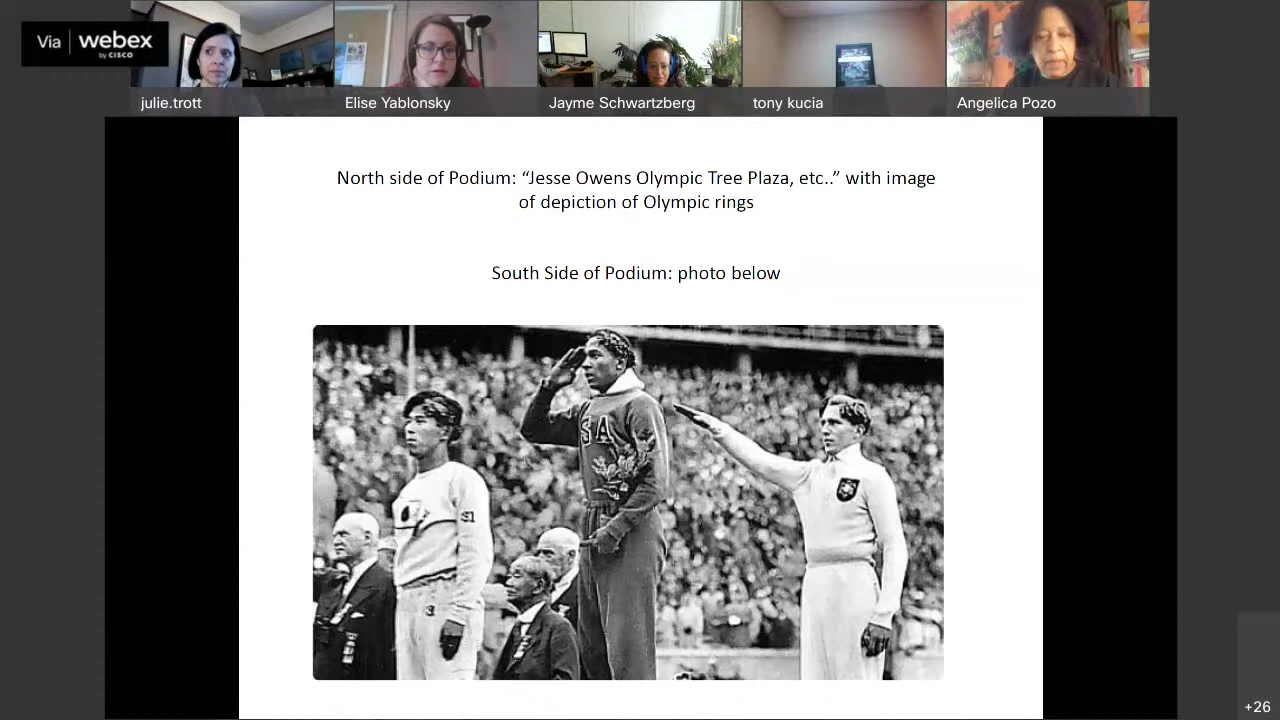 Via webex
by CISCO
julie.trott
Elise Yablonsky
Jayme Schwartzberg
tony kucia
Angelica Pozo
North side of Podium: “Jesse Owens Olympic Tree Plaza, etc..” with image
of depiction of Olympic rings
South Side of Podium: photo below
SA
+26